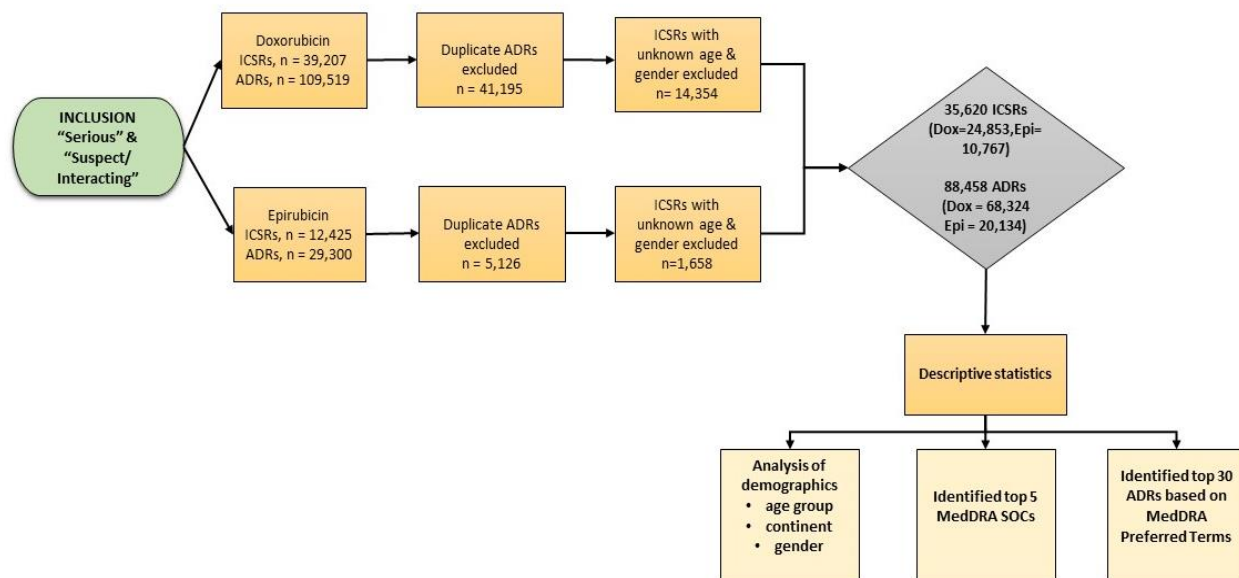 INCLUSION
“Serious” &
“Suspect/
Interacting”
Doxorubicin
ICSRs, n = 39,207
ADRs, n = 109,519
Duplicate ADRs
excluded
n = 41,195
ICSRs with
unknown age &
gender excluded
n= 14,354
Epirubicin
ICSRs, n = 12,425
ADRs, n = 29,300
Duplicate ADRs
excluded
n = 5,126
ICSRs with
unknown age &
gender excluded
n=1,658
35,620 ICSRs
(Dox=24,853,Epi=
10,767)
88,458 ADRs
(Dox = 68,324
Epi = 20,134)
Descriptive statistics
Analysis of
demographics
• age group
• continent
• gender
Identified top 5
MedDRA SOCs
Identified top 30
ADRs based on
MedDRA
Preferred Terms